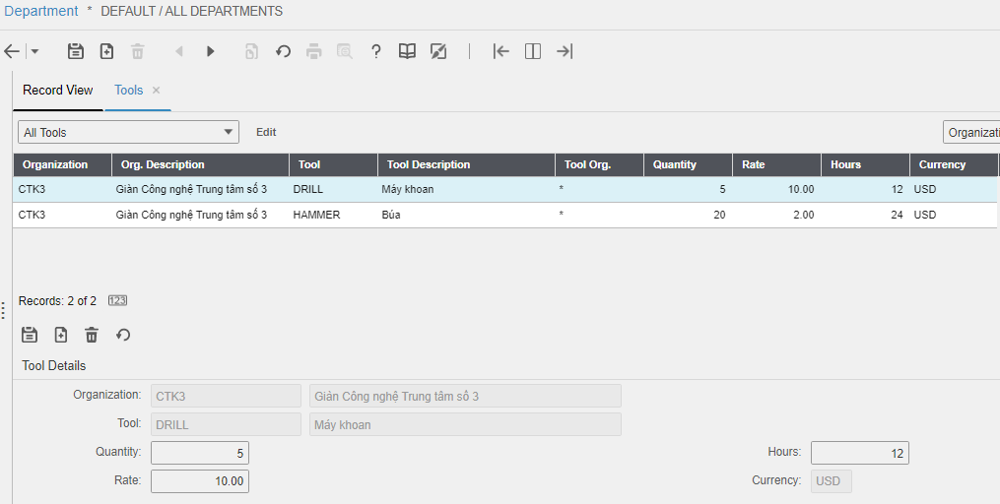 Department * DEFAULT / ALL DEPARTMENTS
?
Record View Tools ×
All Tools Edit Organizati
Organization Org. Description Tool Tool Description Tool Org. Quantity Rate Hours Currency
CTK3 Giàn Công nghệ Trung tâm số 3 DRILL Máy khoan * 5 10.00 12 USD
CTK3 Giàn Công nghệ Trung tâm số 3 HAMMER Búa * 20 2.00 24 USD
Records: 2 of 2 123
Tool Details
Organization: CTK3 Giàn Công nghệ Trung tâm số 3
Tool: DRILL Máy khoan
Quantity: 5 Hours: 12
Rate: 10.00 Currency: USD